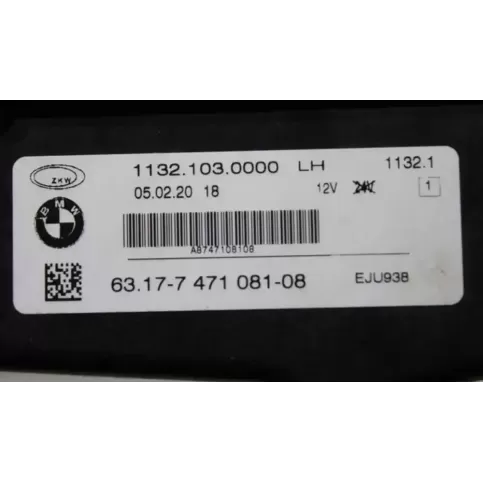 ZKW
1132.103.0000 LH 1132.1
05.02.20 18 12V 24V 1
BMW
A8747108108
63.17-7 471 081-08 EJU938